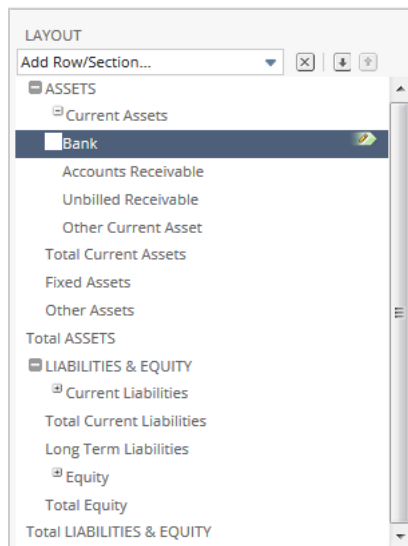 LAYOUT
Add Row/Section...
ASSETS
Current Assets
Bank
Accounts Receivable
Unbilled Receivable
Other Current Asset
Total Current Assets
Fixed Assets
Other Assets
Total ASSETS
LIABILITIES & EQUITY
Current Liabilities
Total Current Liabilities
Long Term Liabilities
Equity
Total Equity
Total LIABILITIES & EQUITY